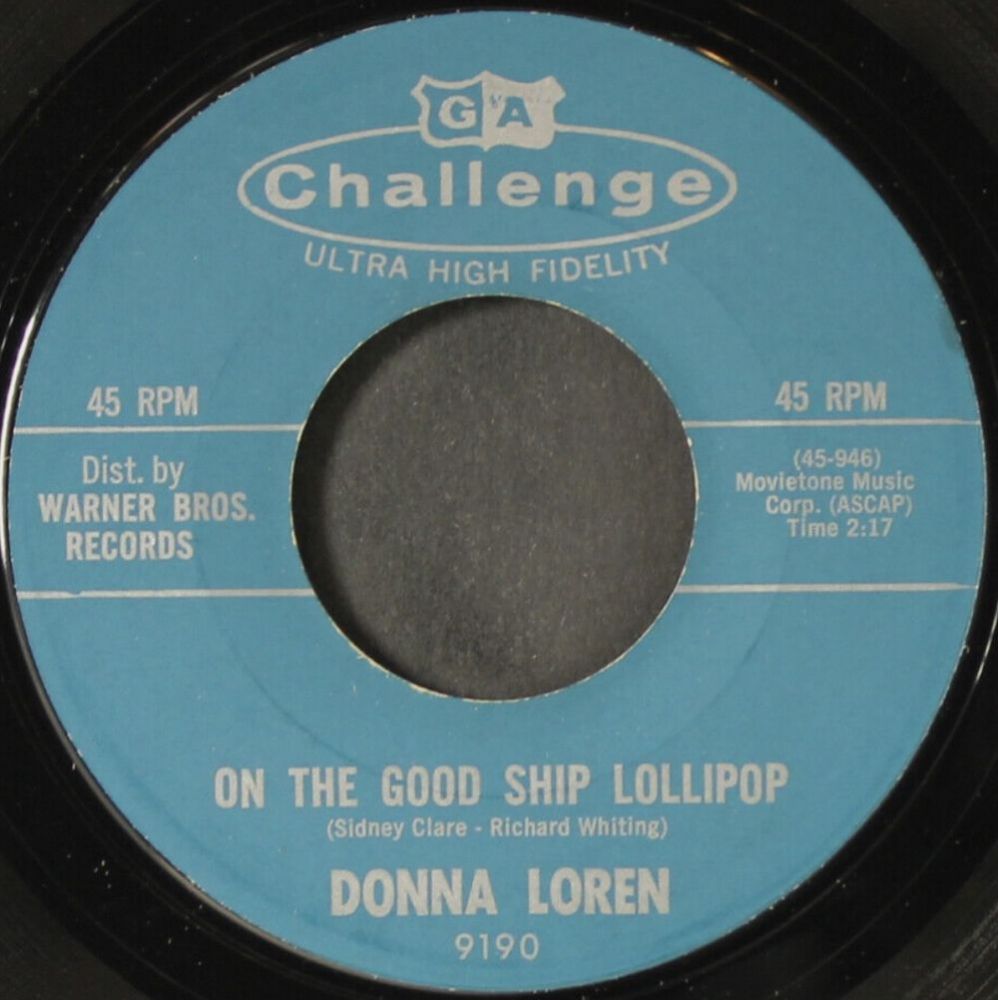 GA
Challenge
ULTRA HIGH FIDELITY
45 RPM
45 RPM
Dist. by
WARNER BROS.
RECORDS
(45-946)
Movietone Music
Corp. (ASCAP)
Time 2:17
ON THE GOOD SHIP LOLLIPOP
(Sidney Clare - Richard Whiting)
DONNA LOREN
9190